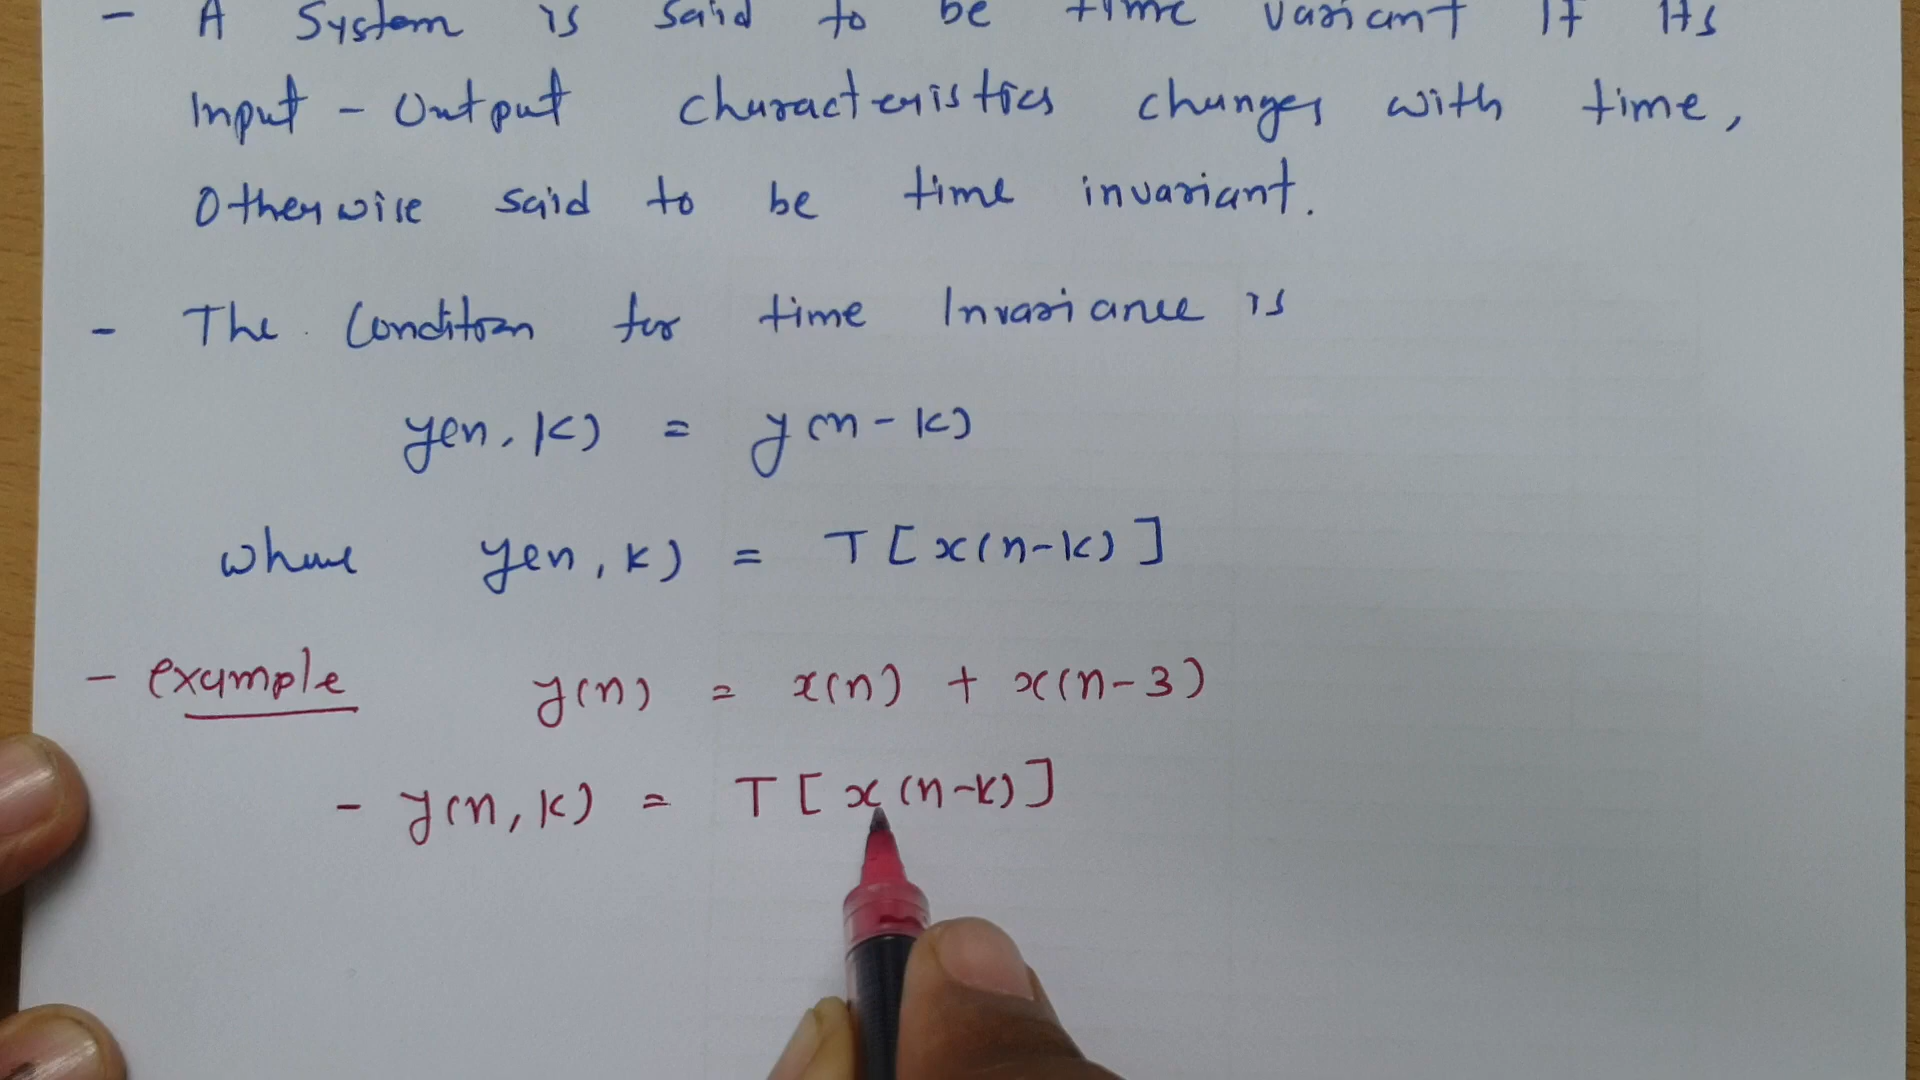 - A System is said to be time variant if its
Input - Output characteristics changes with time,
Otherwise said to be time invariant.
- The Condition for time Invariance is
y(n, k) = y(n-k)
where y(n, k) = T[x(n-k)]
- example y(n) = x(n) + x(n-3)
- y(n, k) = T[x(n-k)]